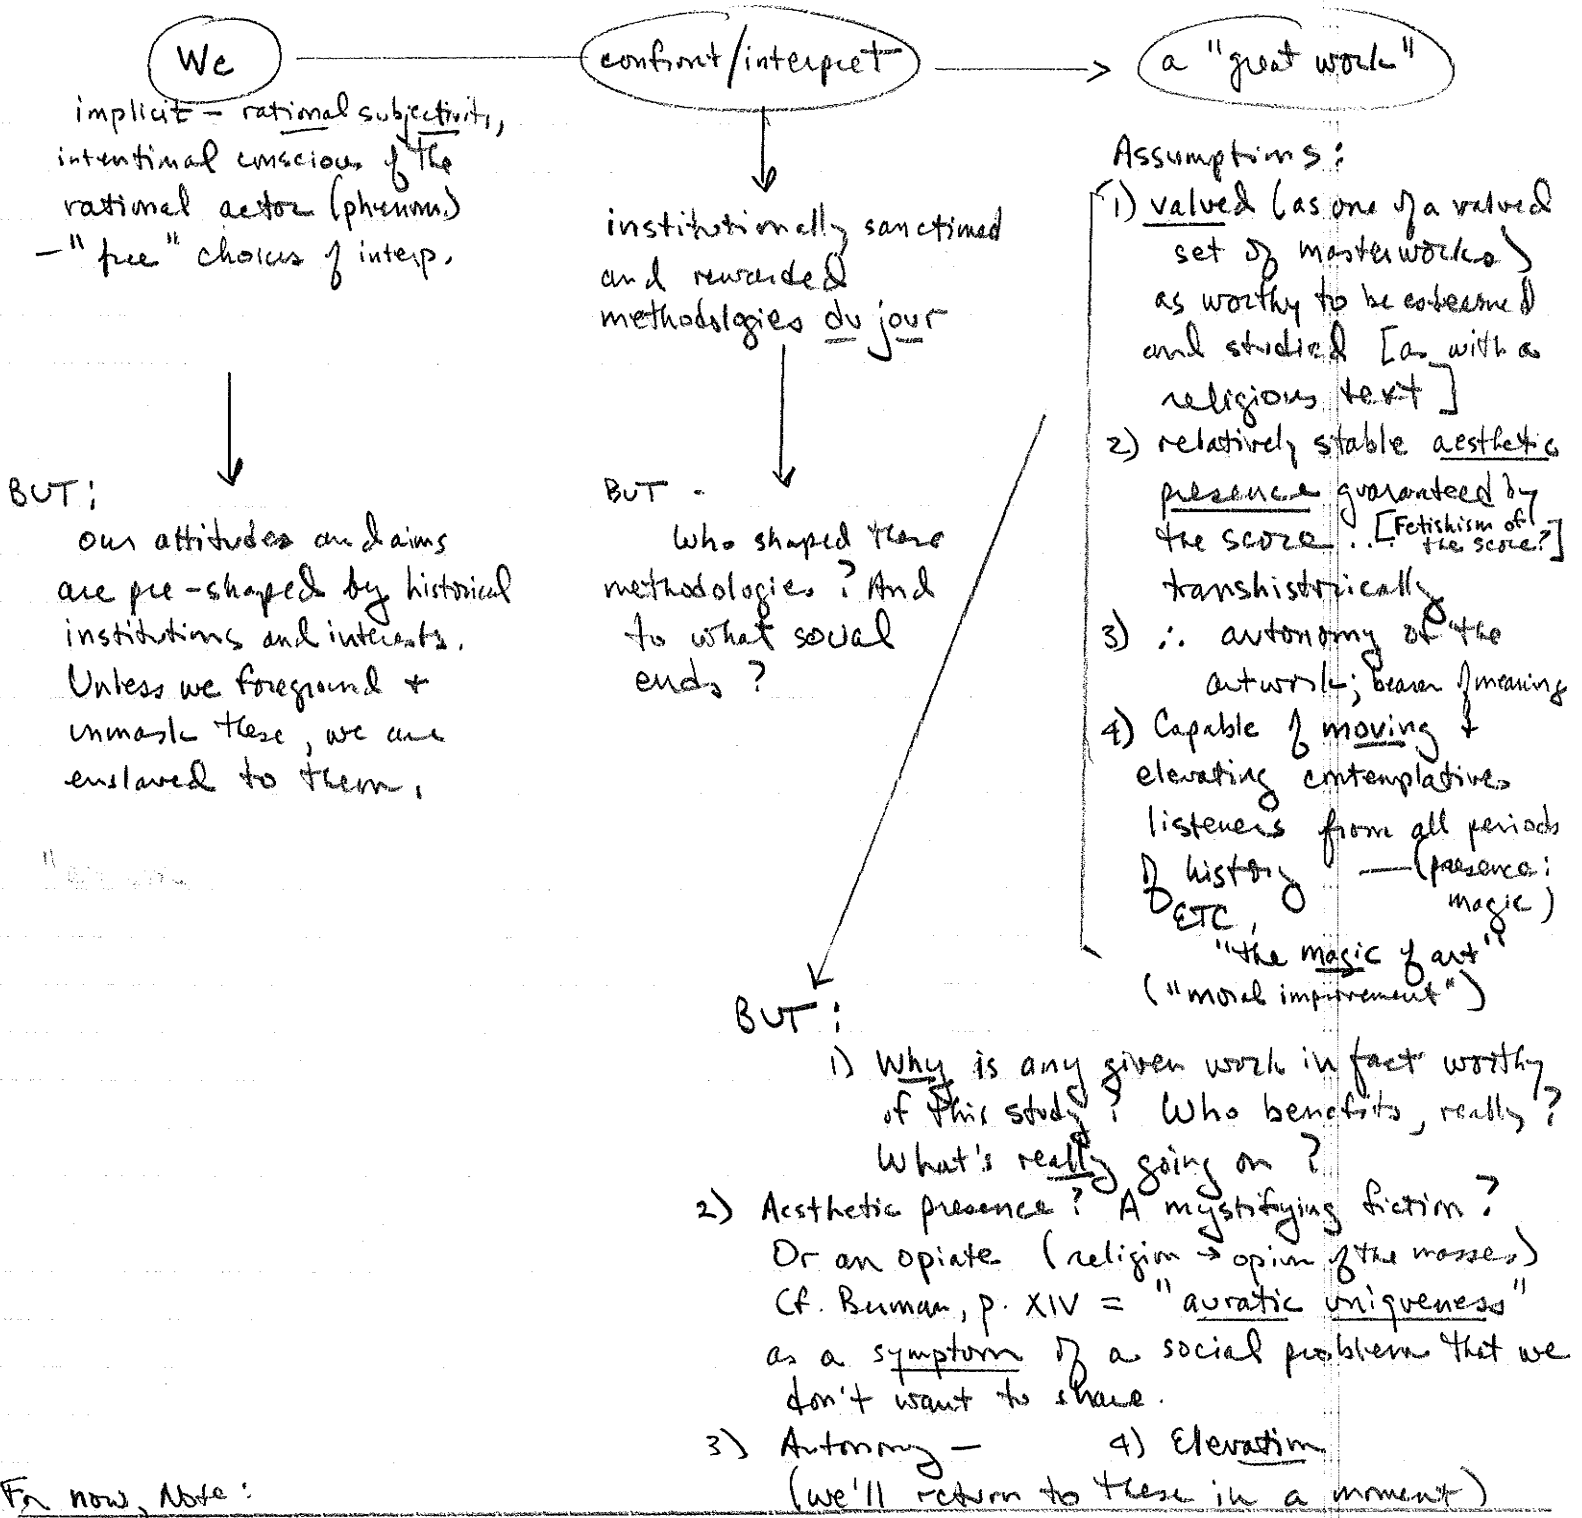 We
confront/interpret
a "great work"
implicit – rational subjectivity,
intentional conscious. of the
rational actor (phenom.)
– "free" choices of interp.
BUT:
our attitudes and aims
are pre-shaped by historical
institutions and interests.
Unless we foreground +
unmask these, we are
enslaved to them.
institutionally sanctioned
and rewarded
methodologies du jour
BUT –
Who shaped these
methodologies? And
to what social
ends?
Assumptions:
1) valued (as one of a valued
set of masterworks)
as worthy to be esteemed
and studied [as with a
religious text]
2) relatively stable aesthetic
presence guaranteed by
the score... [Fetishism of
the score?]
transhistorically
3) ∴ autonomy of the
artwork; bearer of meaning
4) Capable of moving +
elevating contemplative
listeners from all periods
of history — (presence:
magic)
ETC.
"the magic of art"
("moral improvement")
BUT:
1) Why is any given work in fact worthy
of this study? Who benefits, really?
What's really going on?
2) Aesthetic presence? A mystifying fiction?
Or an opiate (religion → opium of the masses)
Cf. Burman, p. XIV = "auratic uniqueness"
as a symptom of a social problem that we
don't want to share.
3) Autonomy – 4) Elevation
(we'll return to these in a moment)
For now, Note: